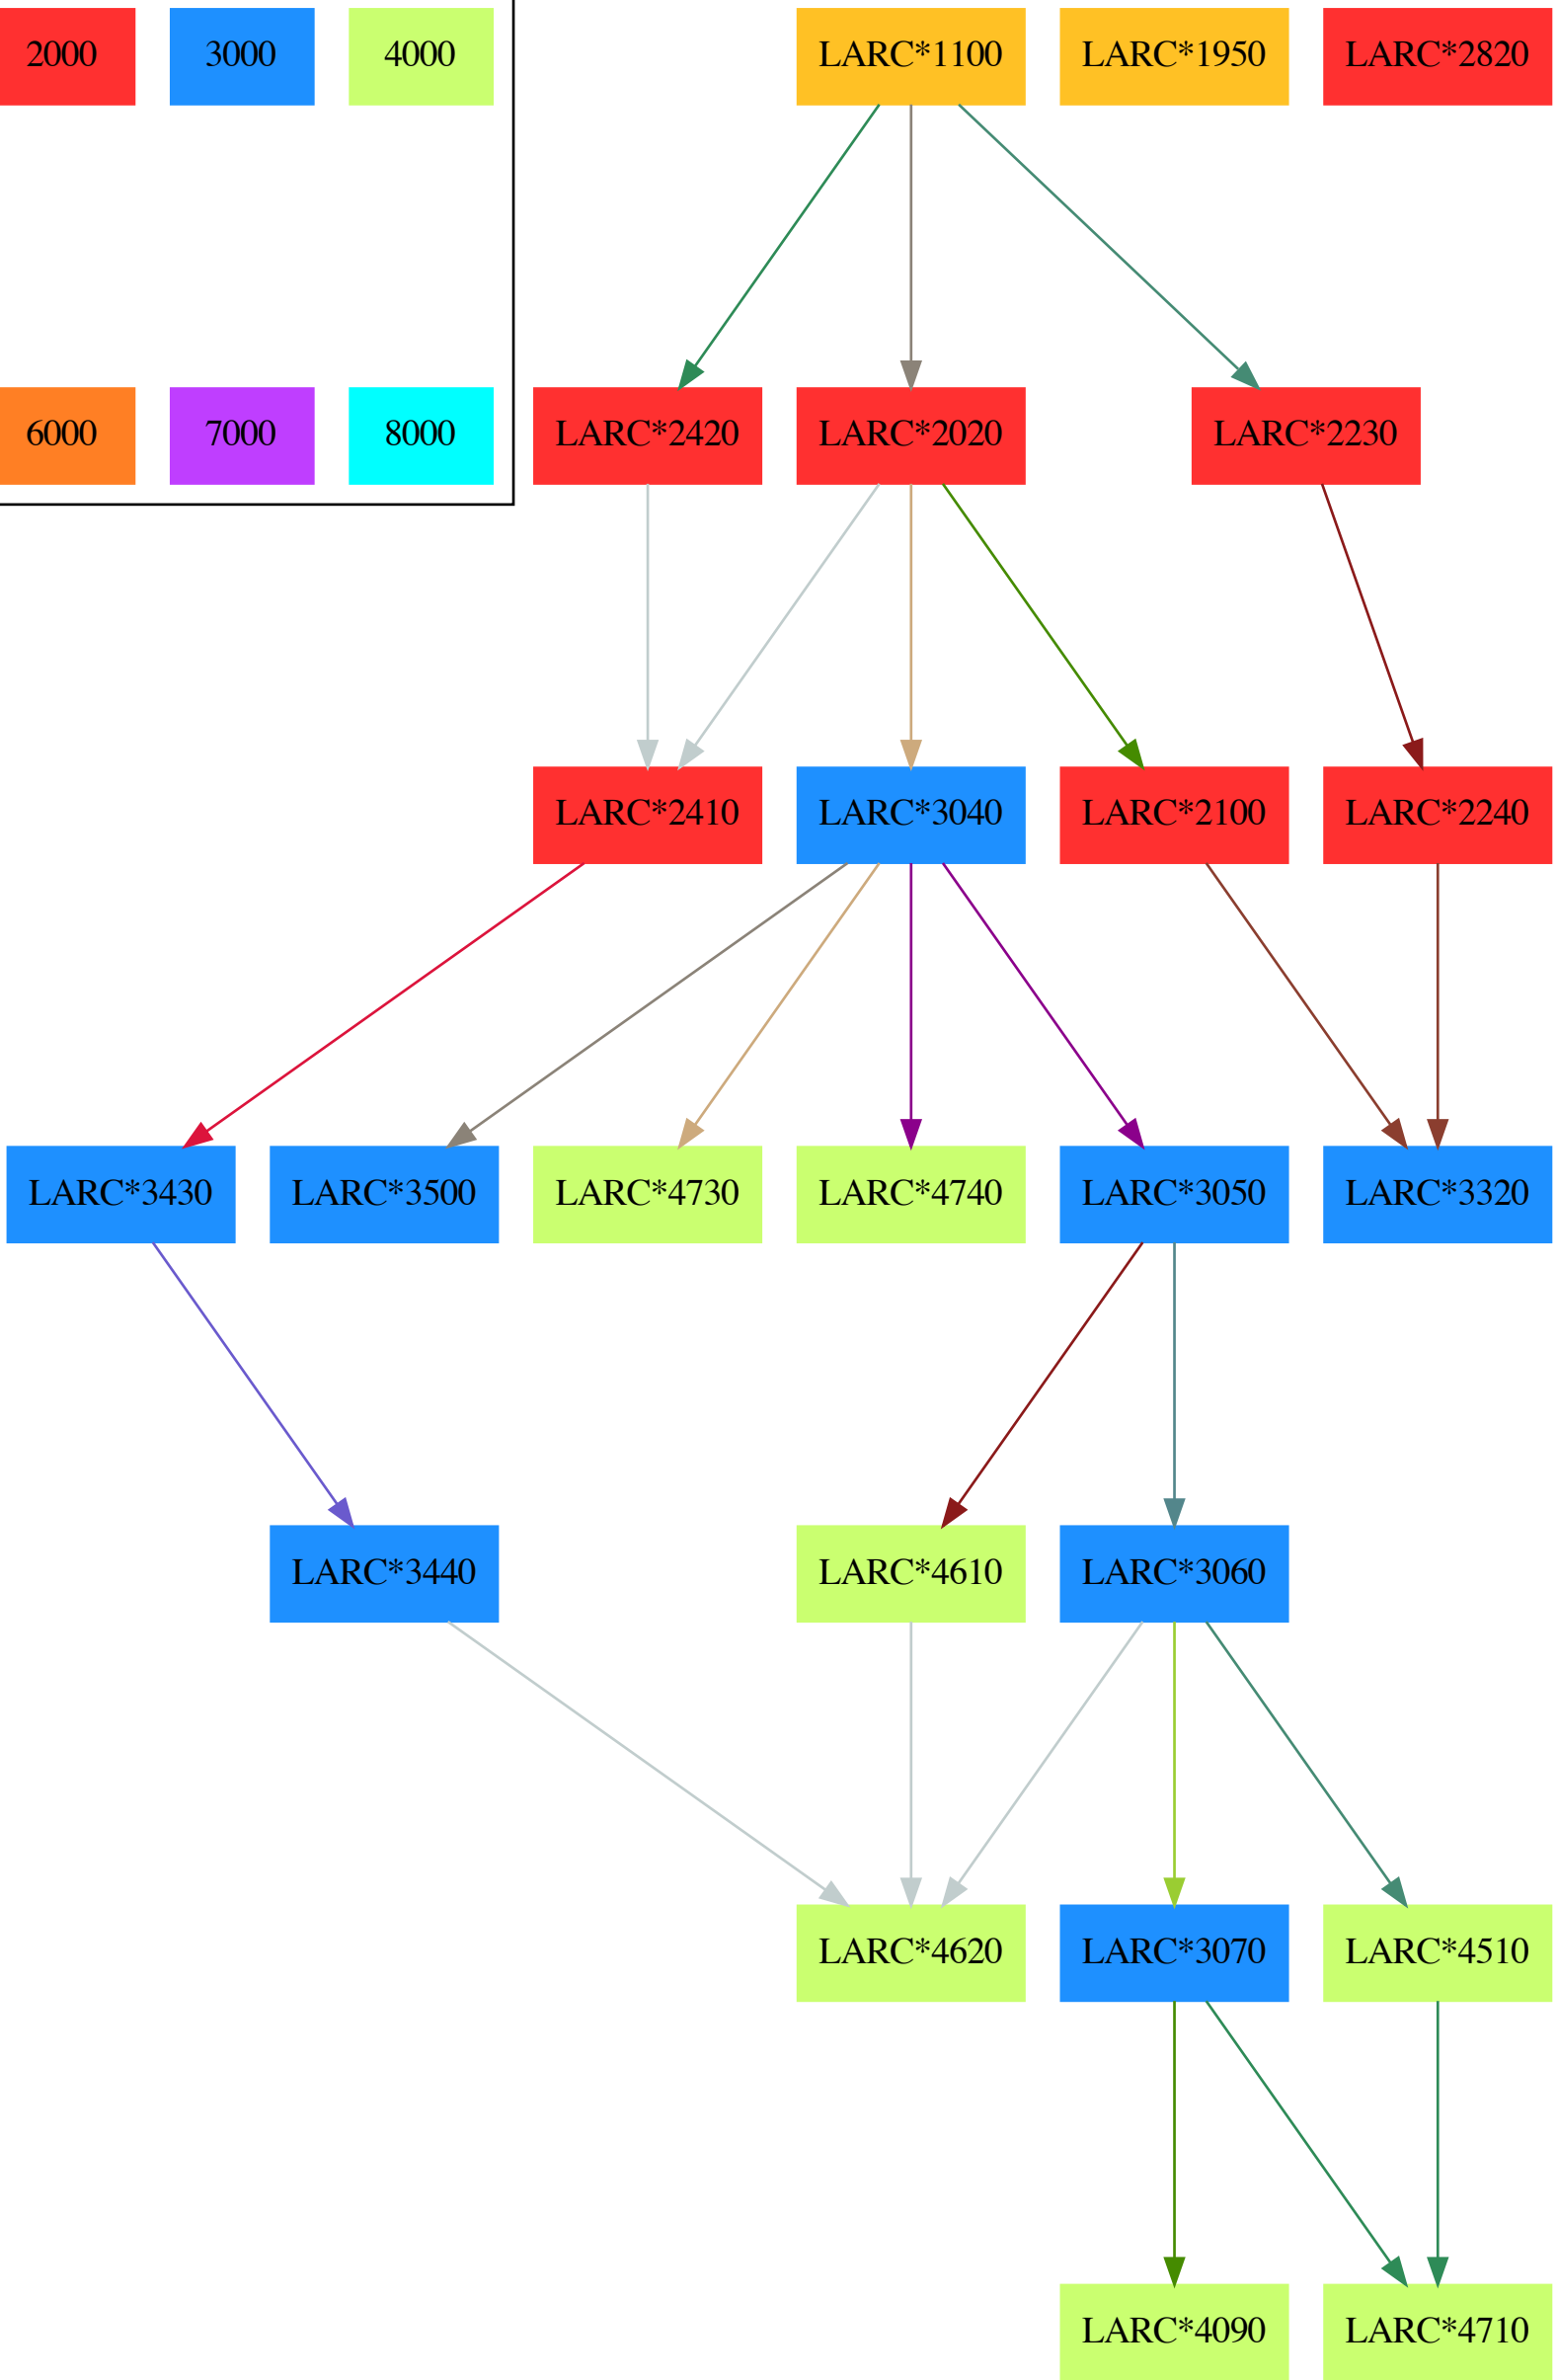 2000 3000 4000 LARC*1100 LARC*1950 LARC*2820
6000 7000 8000 LARC*2420 LARC*2020 LARC*2230
LARC*2410 LARC*3040 LARC*2100 LARC*2240
LARC*3430 LARC*3500 LARC*4730 LARC*4740 LARC*3050 LARC*3320
LARC*3440 LARC*4610 LARC*3060
LARC*4620 LARC*3070 LARC*4510
LARC*4090 LARC*4710